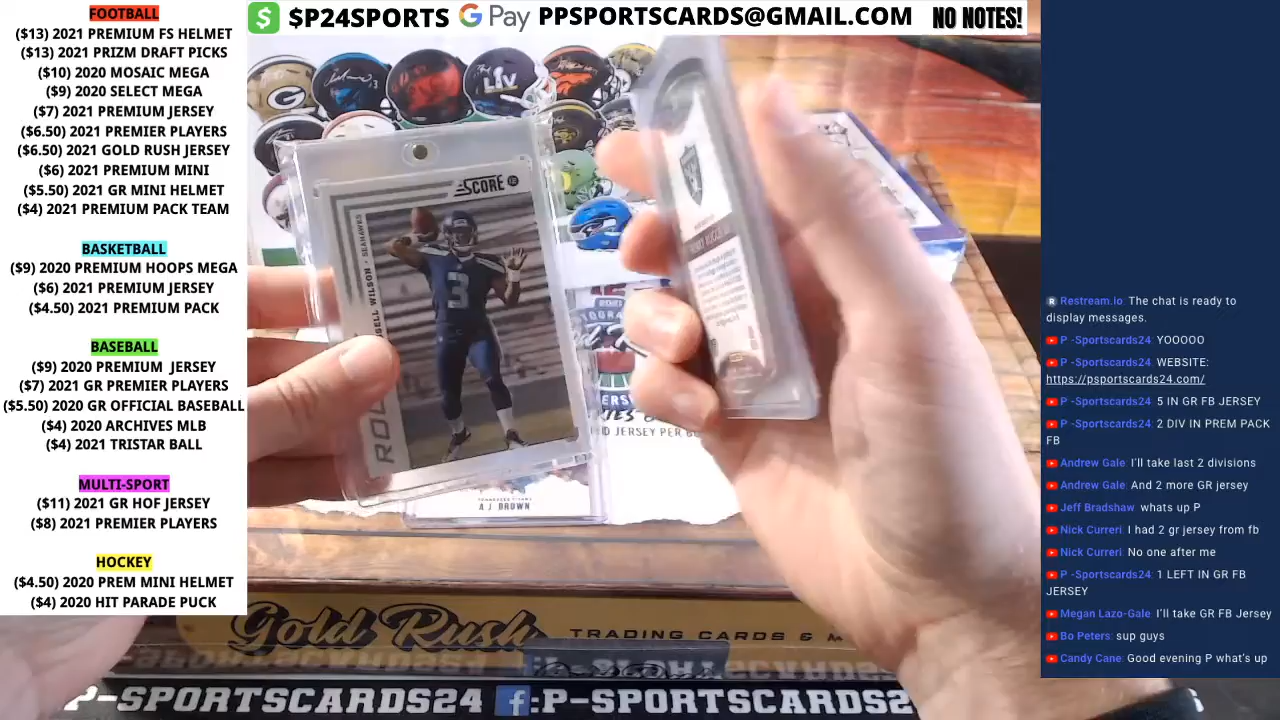 FOOTBALL
($13) 2021 PREMIUM FS HELMET
($13) 2021 PRIZM DRAFT PICKS
($10) 2020 MOSAIC MEGA
($9) 2020 SELECT MEGA
($7) 2021 PREMIUM JERSEY
($6.50) 2021 PREMIER PLAYERS
($6.50) 2021 GOLD RUSH JERSEY
($6) 2021 PREMIUM MINI
($5.50) 2021 GR MINI HELMET
($4) 2021 PREMIUM PACK TEAM
BASKETBALL
($9) 2020 PREMIUM HOOPS MEGA
($6) 2021 PREMIUM JERSEY
($4.50) 2021 PREMIUM PACK
BASEBALL
($9) 2020 PREMIUM JERSEY
($7) 2021 GR PREMIER PLAYERS
($5.50) 2020 GR OFFICIAL BASEBALL
($4) 2020 ARCHIVES MLB
($4) 2021 TRISTAR BALL
MULTI-SPORT
($11) 2021 GR HOF JERSEY
($8) 2021 PREMIER PLAYERS
HOCKEY
($4.50) 2020 PREM MINI HELMET
($4) 2020 HIT PARADE PUCK
$P24SPORTS G Pay PPSPORTSCARDS@GMAIL.COM NO NOTES!
LIV
SCORE
SELL WILSON • SEAHAWKS
3
JERSEY PER B
A.J. BROWN
Gold Rush TRADING CARDS & M
P-SPORTSCARDS24 f:P-SPORTSCARDS24
Restream.io The chat is ready to
display messages.
P -Sportscards24 YOOOOO
P -Sportscards24 WEBSITE:
https://psportscards24.com/
P -Sportscards24 5 IN GR FB JERSEY
P -Sportscards24 2 DIV IN PREM PACK
FB
Andrew Gale I'll take last 2 divisions
Andrew Gale And 2 more GR jersey
Jeff Bradshaw whats up P
Nick Curreri I had 2 gr jersey from fb
Nick Curreri No one after me
P -Sportscards24 1 LEFT IN GR FB
JERSEY
Megan Lazo-Gale I'll take GR FB Jersey
Bo Peters sup guys
Candy Cane Good evening P what's up